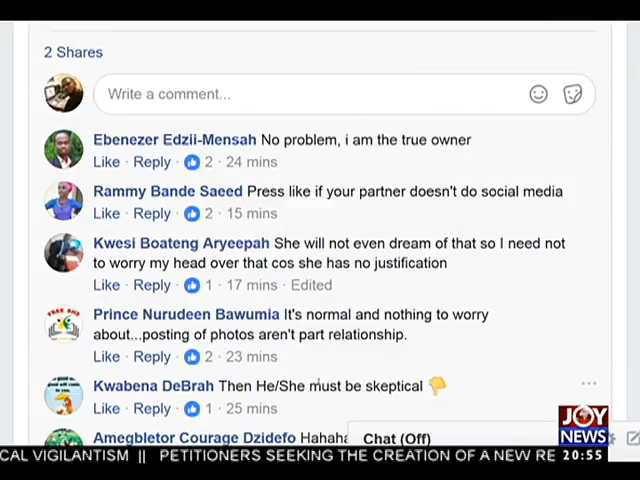 2 Shares
Write a comment...
Ebenezer Edzii-Mensah No problem, i am the true owner
Like · Reply · 2 · 24 mins
Rammy Bande Saeed Press like if your partner doesn't do social media
Like · Reply · 2 · 15 mins
Kwesi Boateng Aryeepah She will not even dream of that so I need not
to worry my head over that cos she has no justification
Like · Reply · 1 · 17 mins · Edited
Prince Nurudeen Bawumia It's normal and nothing to worry
about...posting of photos aren't part relationship.
Like · Reply · 2 · 23 mins
Kwabena DeBrah Then He/She must be skeptical
Like · Reply · 1 · 25 mins
Amegbletor Courage Dzidefo Hahaha
Chat (Off)
JOY
NEWS
CAL VIGILANTISM || PETITIONERS SEEKING THE CREATION OF A NEW RE
20:55